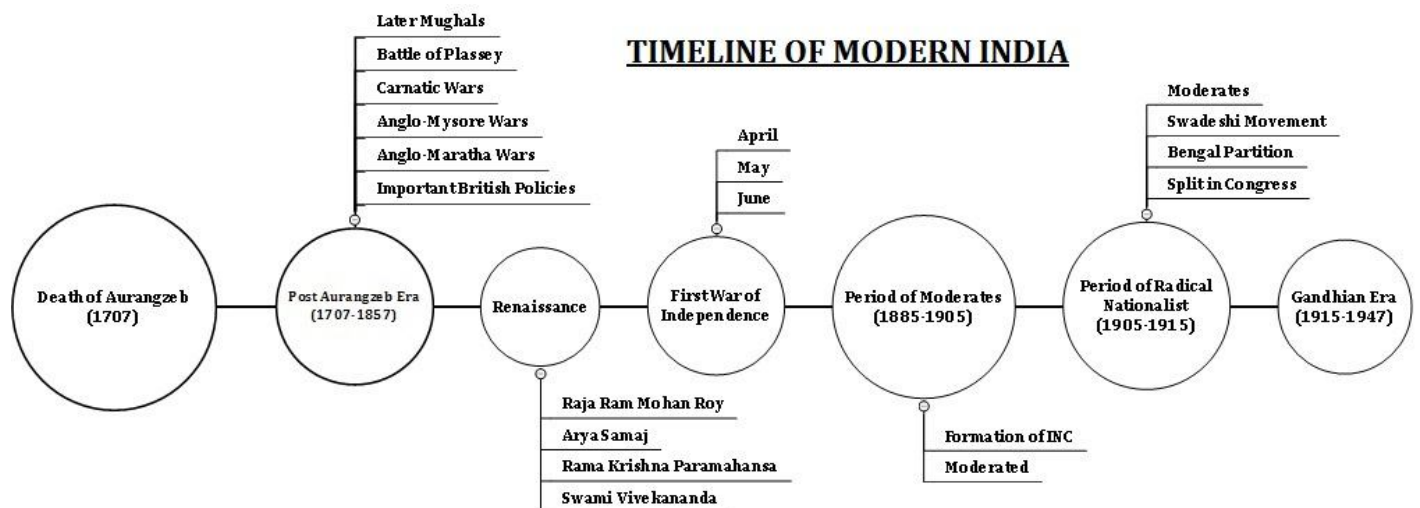 TIMELINE OF MODERN INDIA
Death of Aurangzeb
(1707)
Later Mughals
Battle of Plassey
Carnatic Wars
Anglo-Mysore Wars
Anglo-Maratha Wars
Important British Policies
Post Aurangzeb Era
(1707-1857)
Renaissance
Raja Ram Mohan Roy
Arya Samaj
Rama Krishna Paramahansa
Swami Vivekananda
April
May
June
First War of
Independence
Period of Moderates
(1885-1905)
Formation of INC
Moderated
Moderates
Swadeshi Movement
Bengal Partition
Split in Congress
Period of Radical
Nationalist
(1905-1915)
Gandhian Era
(1915-1947)